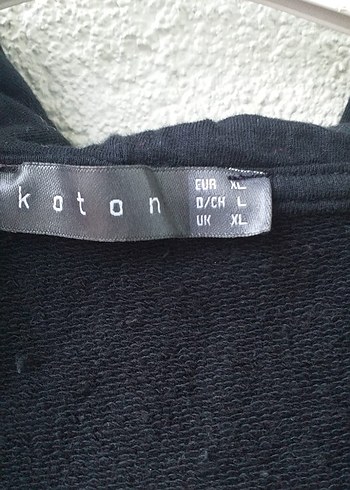 koton
EUR XL
D/CH L
UK XL